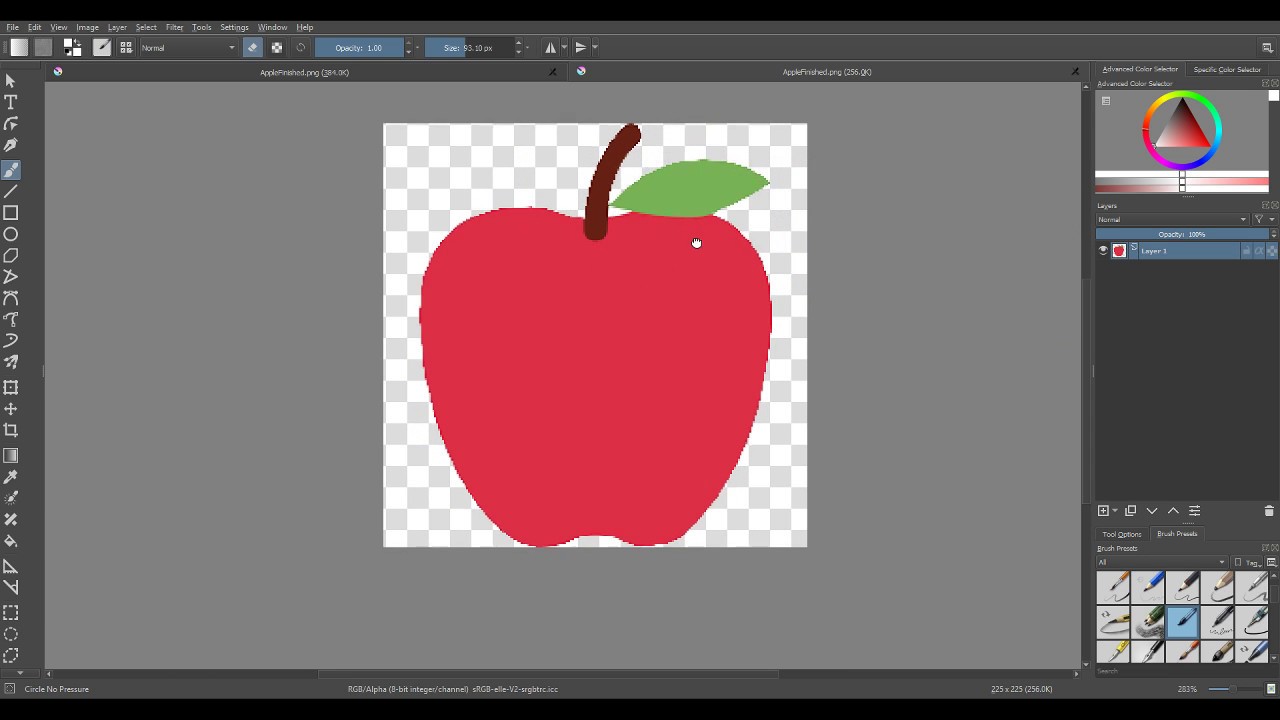 File Edit View Image Layer Select Filter Tools Settings Window Help
Normal Opacity: 1.00 Size: 93.10 px
AppleFinished.png (384.0K) AppleFinished.png (256.0K)
Advanced Color Selector Specific Color Selector
Advanced Color Selector
Layers
Normal
Opacity: 100%
Layer 1
Tool Options Brush Presets
Brush Presets
All Tag
Search
Circle No Pressure RGB/Alpha (8-bit integer/channel) sRGB-elle-V2-srgbtrc.icc 225 x 225 (256.0K) 283%